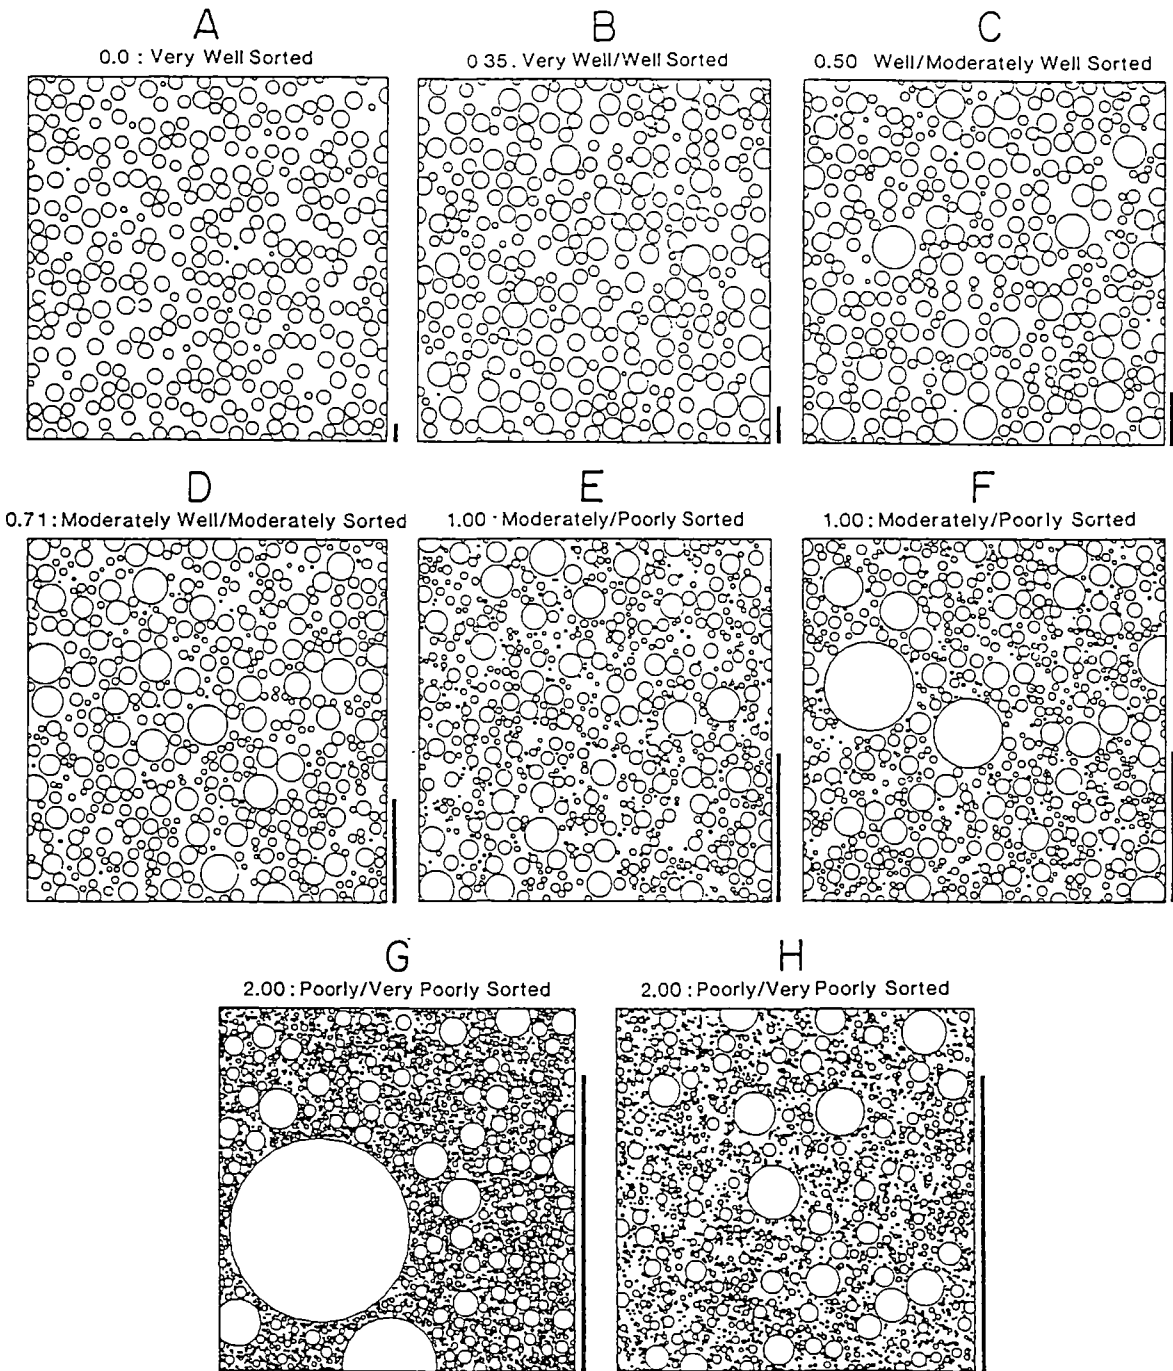 A
0.0 : Very Well Sorted
B
0 35. Very Well/Well Sorted
C
0.50 Well/Moderately Well Sorted
D
0.71 : Moderately Well/Moderately Sorted
E
1.00 · Moderately/Poorly Sorted
F
1.00 : Moderately/Poorly Sorted
G
2.00 : Poorly/Very Poorly Sorted
H
2.00 : Poorly/Very Poorly Sorted